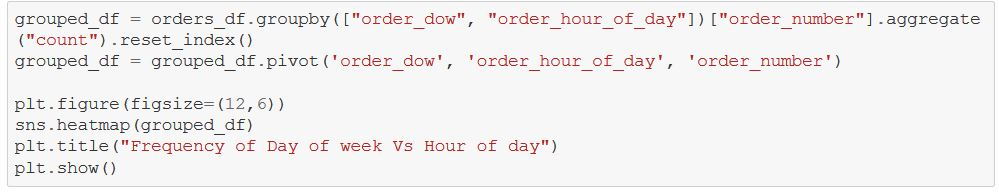 grouped_df = orders_df.groupby(["order_dow", "order_hour_of_day"])["order_number"].aggregate
("count").reset_index()
grouped_df = grouped_df.pivot('order_dow', 'order_hour_of_day', 'order_number')

plt.figure(figsize=(12,6))
sns.heatmap(grouped_df)
plt.title("Frequency of Day of week Vs Hour of day")
plt.show()